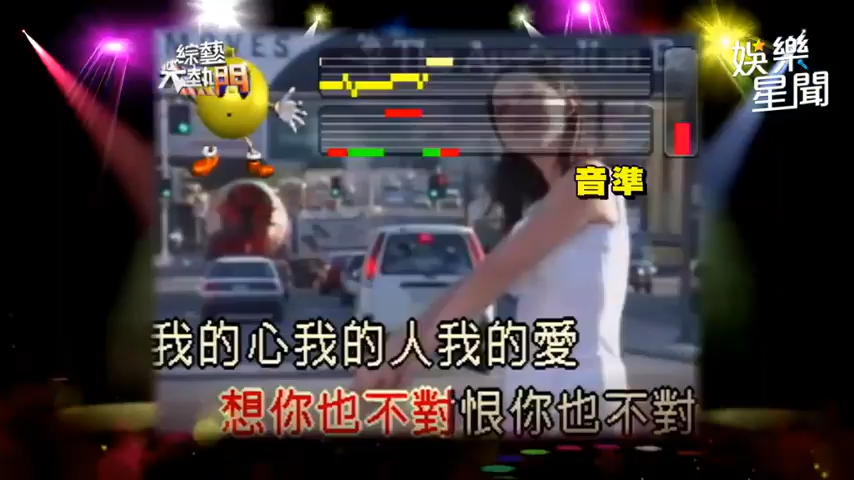 綜藝
大熱門
娛樂
星聞
音準
我的心我的人我的愛
想你也不對恨你也不對